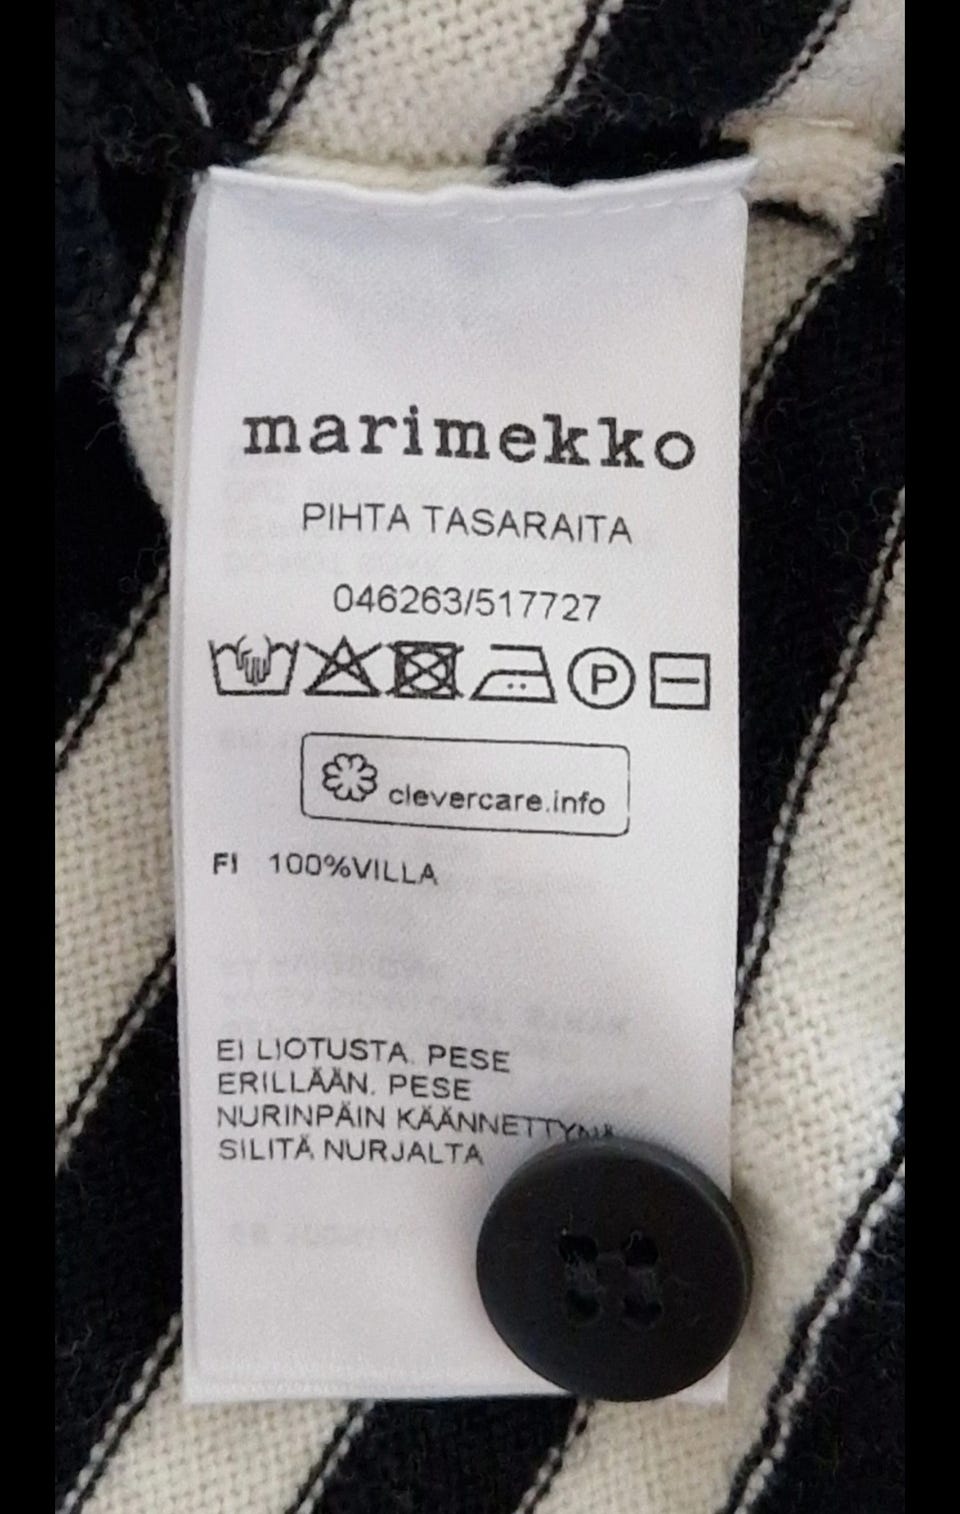 marimekko
PIHTA TASARAITA
046263/517727
P
clevercare.info
FI 100%VILLA
EI LIOTUSTA. PESE
ERILLÄÄN. PESE
NURINPÄIN KÄÄNNETTYNÄ
SILITÄ NURJALTA